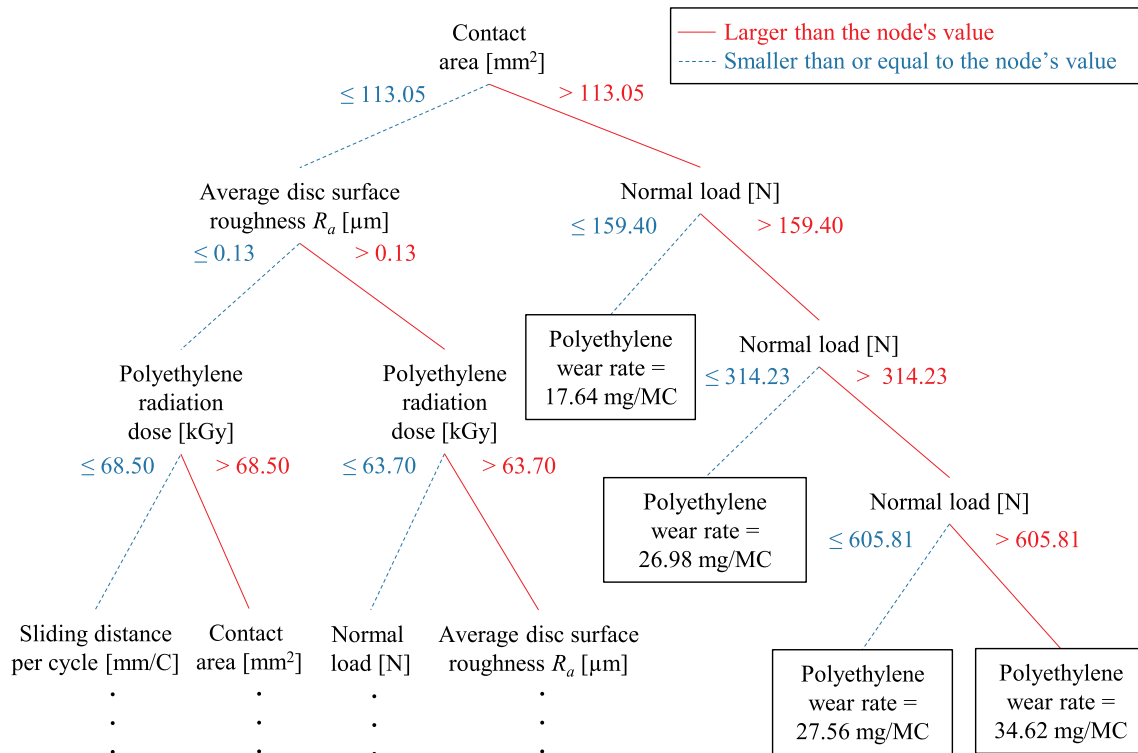 Contact
area [mm²]
Larger than the node's value
Smaller than or equal to the node’s value
≤ 113.05
> 113.05
Average disc surface
roughness Rₐ [µm]
Normal load [N]
≤ 0.13
> 0.13
≤ 159.40
> 159.40
Polyethylene
radiation
dose [kGy]
Polyethylene
radiation
dose [kGy]
Polyethylene
wear rate =
17.64 mg/MC
Normal load [N]
≤ 314.23
> 314.23
≤ 68.50
> 68.50
≤ 63.70
> 63.70
Polyethylene
wear rate =
26.98 mg/MC
Normal load [N]
≤ 605.81
> 605.81
Sliding distance
per cycle [mm/C]
Contact
area [mm²]
Normal
load [N]
Average disc surface
roughness Rₐ [µm]
Polyethylene
wear rate =
27.56 mg/MC
Polyethylene
wear rate =
34.62 mg/MC